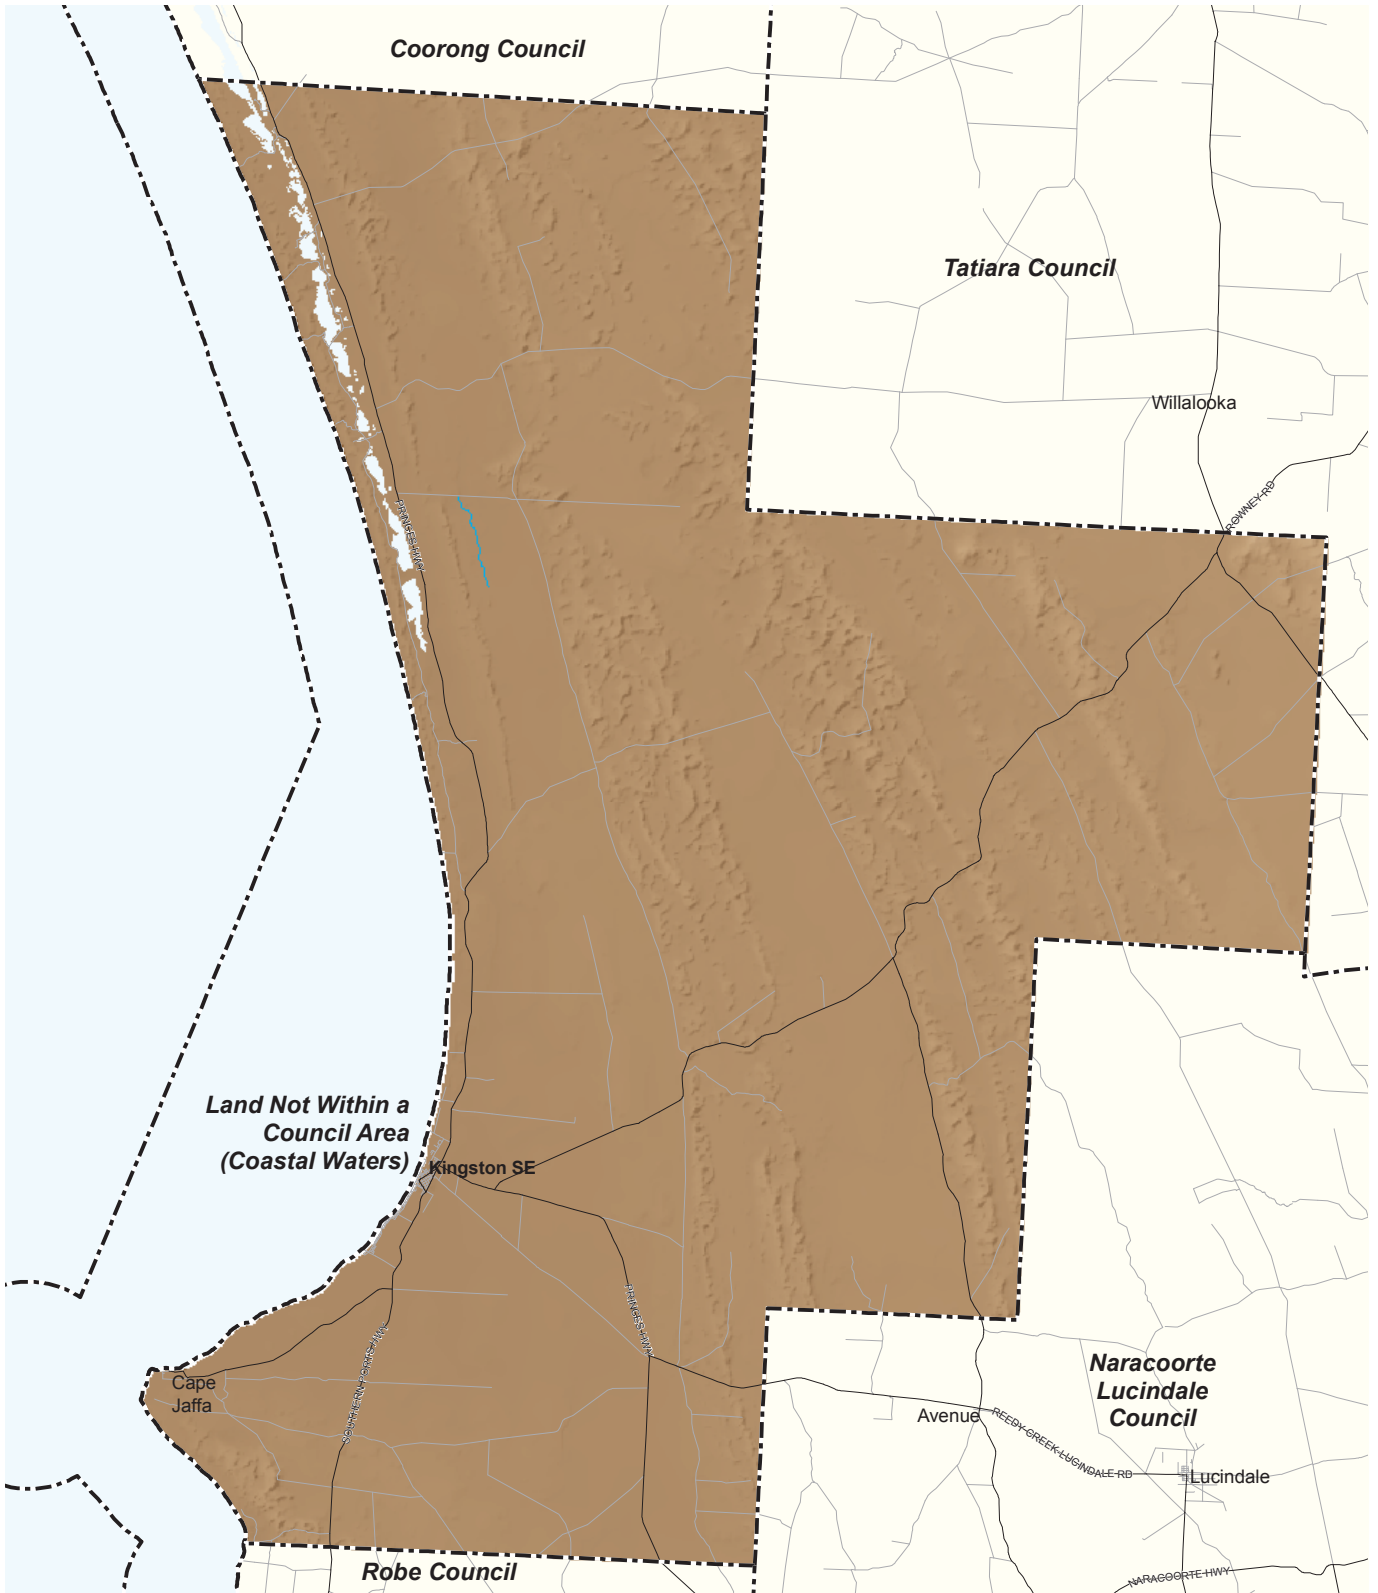 Coorong Council
Tatiara Council
Willalooka
ROWNEY RD
PRINCES HWY
Land Not Within a
Council Area
(Coastal Waters)
Kingston SE
PRINCES HWY
SOUTHERN PORTS HWY
Cape
Jaffa
Naracoorte
Lucindale
Council
Avenue
REEDY CREEK-LUCINDALE RD
Lucindale
Robe Council
NARACOORTE HWY